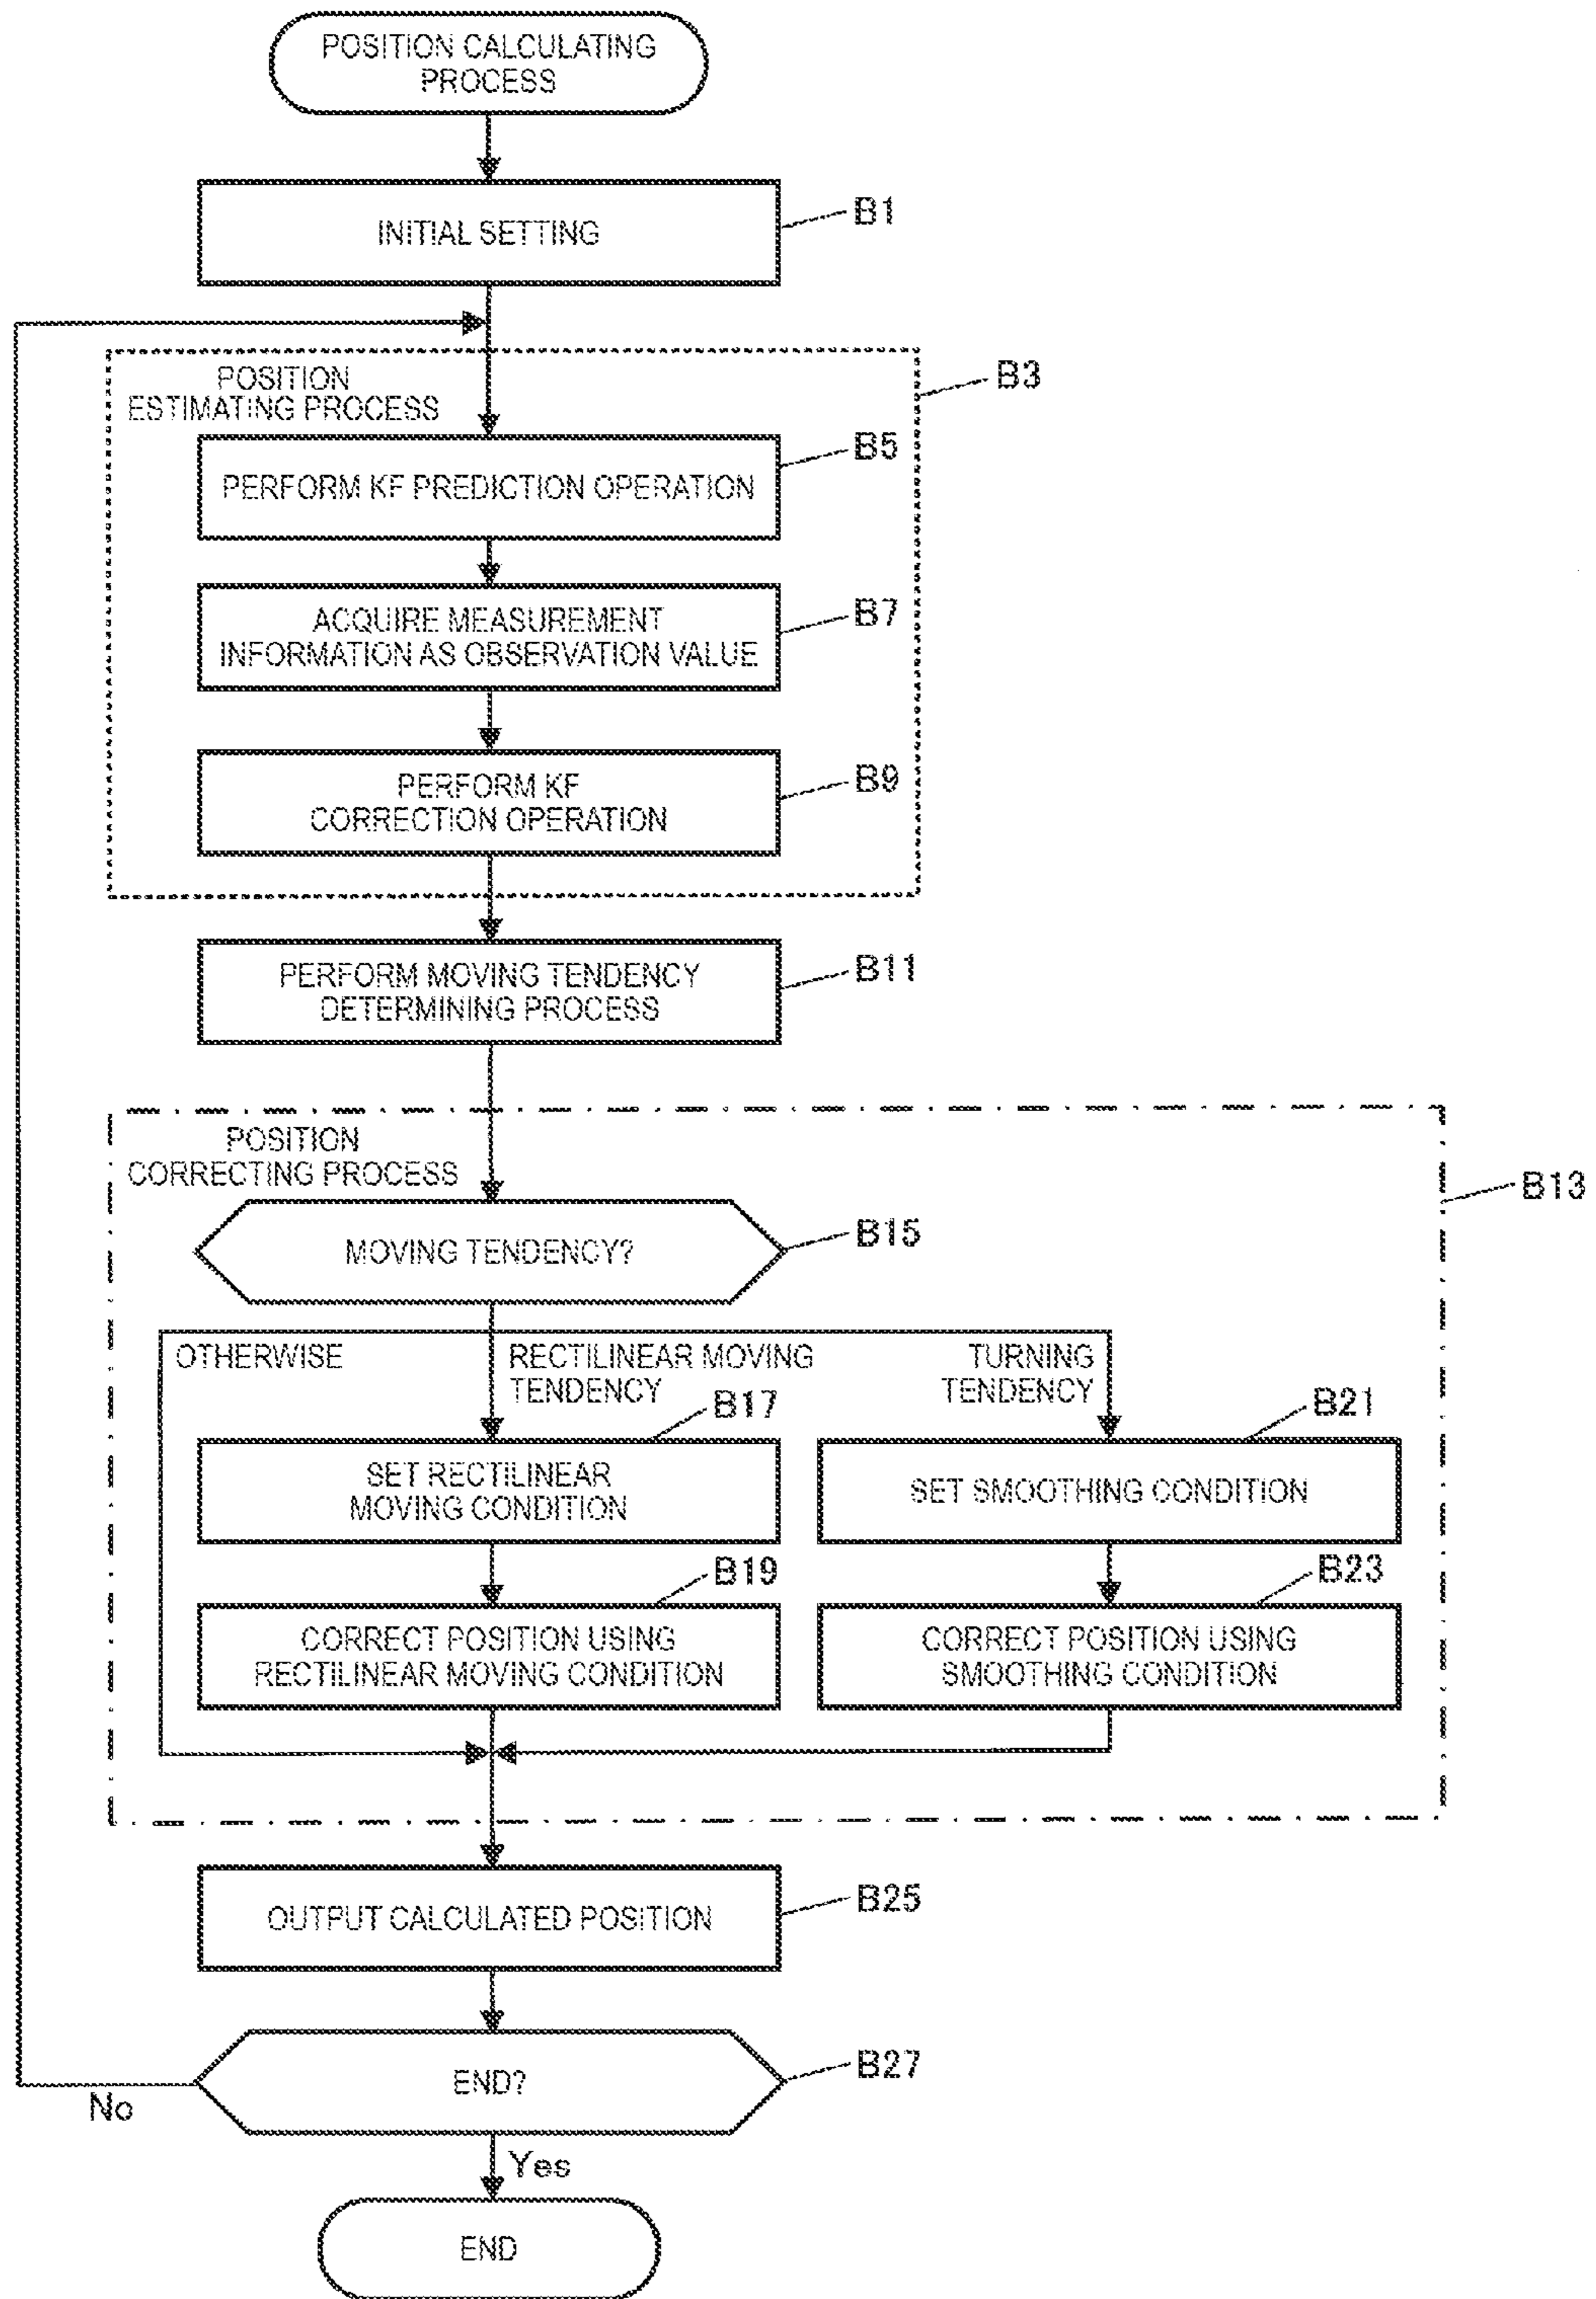 POSITION CALCULATING
PROCESS
INITIAL SETTING
B1
POSITION
ESTIMATING PROCESS
B3
PERFORM KF PREDICTION OPERATION
B5
ACQUIRE MEASUREMENT
INFORMATION AS OBSERVATION VALUE
B7
PERFORM KF
CORRECTION OPERATION
B9
PERFORM MOVING TENDENCY
DETERMINING PROCESS
B11
POSITION
CORRECTING PROCESS
B13
MOVING TENDENCY?
B15
OTHERWISE
RECTILINEAR MOVING
TENDENCY
TURNING
TENDENCY
B17
SET RECTILINEAR
MOVING CONDITION
B21
SET SMOOTHING CONDITION
B19
CORRECT POSITION USING
RECTILINEAR MOVING CONDITION
B23
CORRECT POSITION USING
SMOOTHING CONDITION
OUTPUT CALCULATED POSITION
B25
END?
B27
No
Yes
END